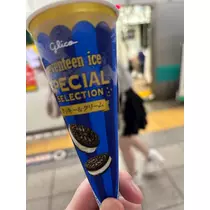 glico
seventeen ice
SPECIAL
SELECTION
クッキー&クリーム